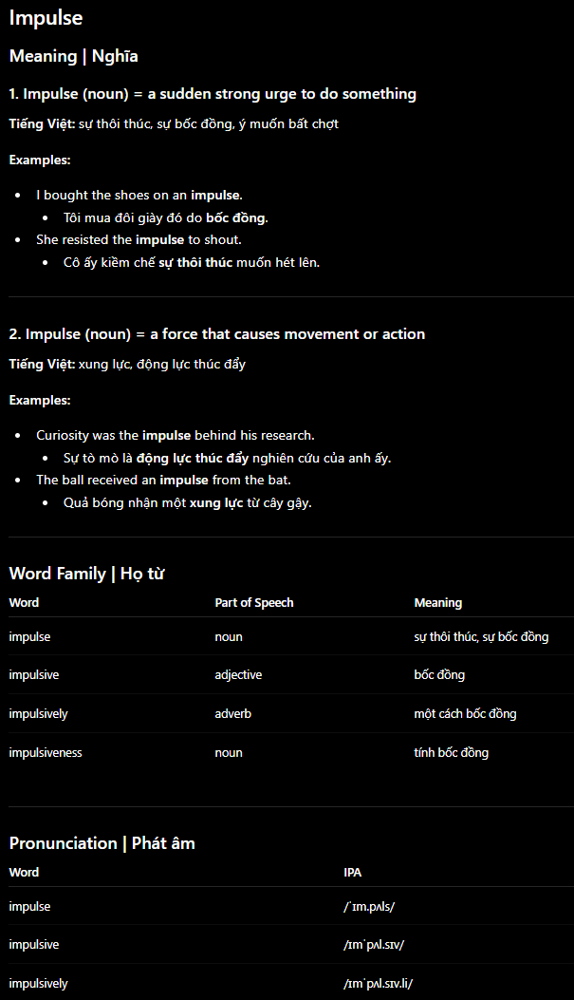 Impulse
Meaning | Nghĩa
1. Impulse (noun) = a sudden strong urge to do something
Tiếng Việt: sự thôi thúc, sự bốc đồng, ý muốn bất chợt
Examples:
• I bought the shoes on an impulse.
• Tôi mua đôi giày đó do bốc đồng.
• She resisted the impulse to shout.
• Cô ấy kiềm chế sự thôi thúc muốn hét lên.
2. Impulse (noun) = a force that causes movement or action
Tiếng Việt: xung lực, động lực thúc đẩy
Examples:
• Curiosity was the impulse behind his research.
• Sự tò mò là động lực thúc đẩy nghiên cứu của anh ấy.
• The ball received an impulse from the bat.
• Quả bóng nhận một xung lực từ cây gậy.
Word Family | Họ từ
Word Part of Speech Meaning
impulse noun sự thôi thúc, sự bốc đồng
impulsive adjective bốc đồng
impulsively adverb một cách bốc đồng
impulsiveness noun tính bốc đồng
Pronunciation | Phát âm
Word IPA
impulse /ˈɪm.pʌls/
impulsive /ɪmˈpʌl.sɪv/
impulsively /ɪmˈpʌl.sɪv.li/